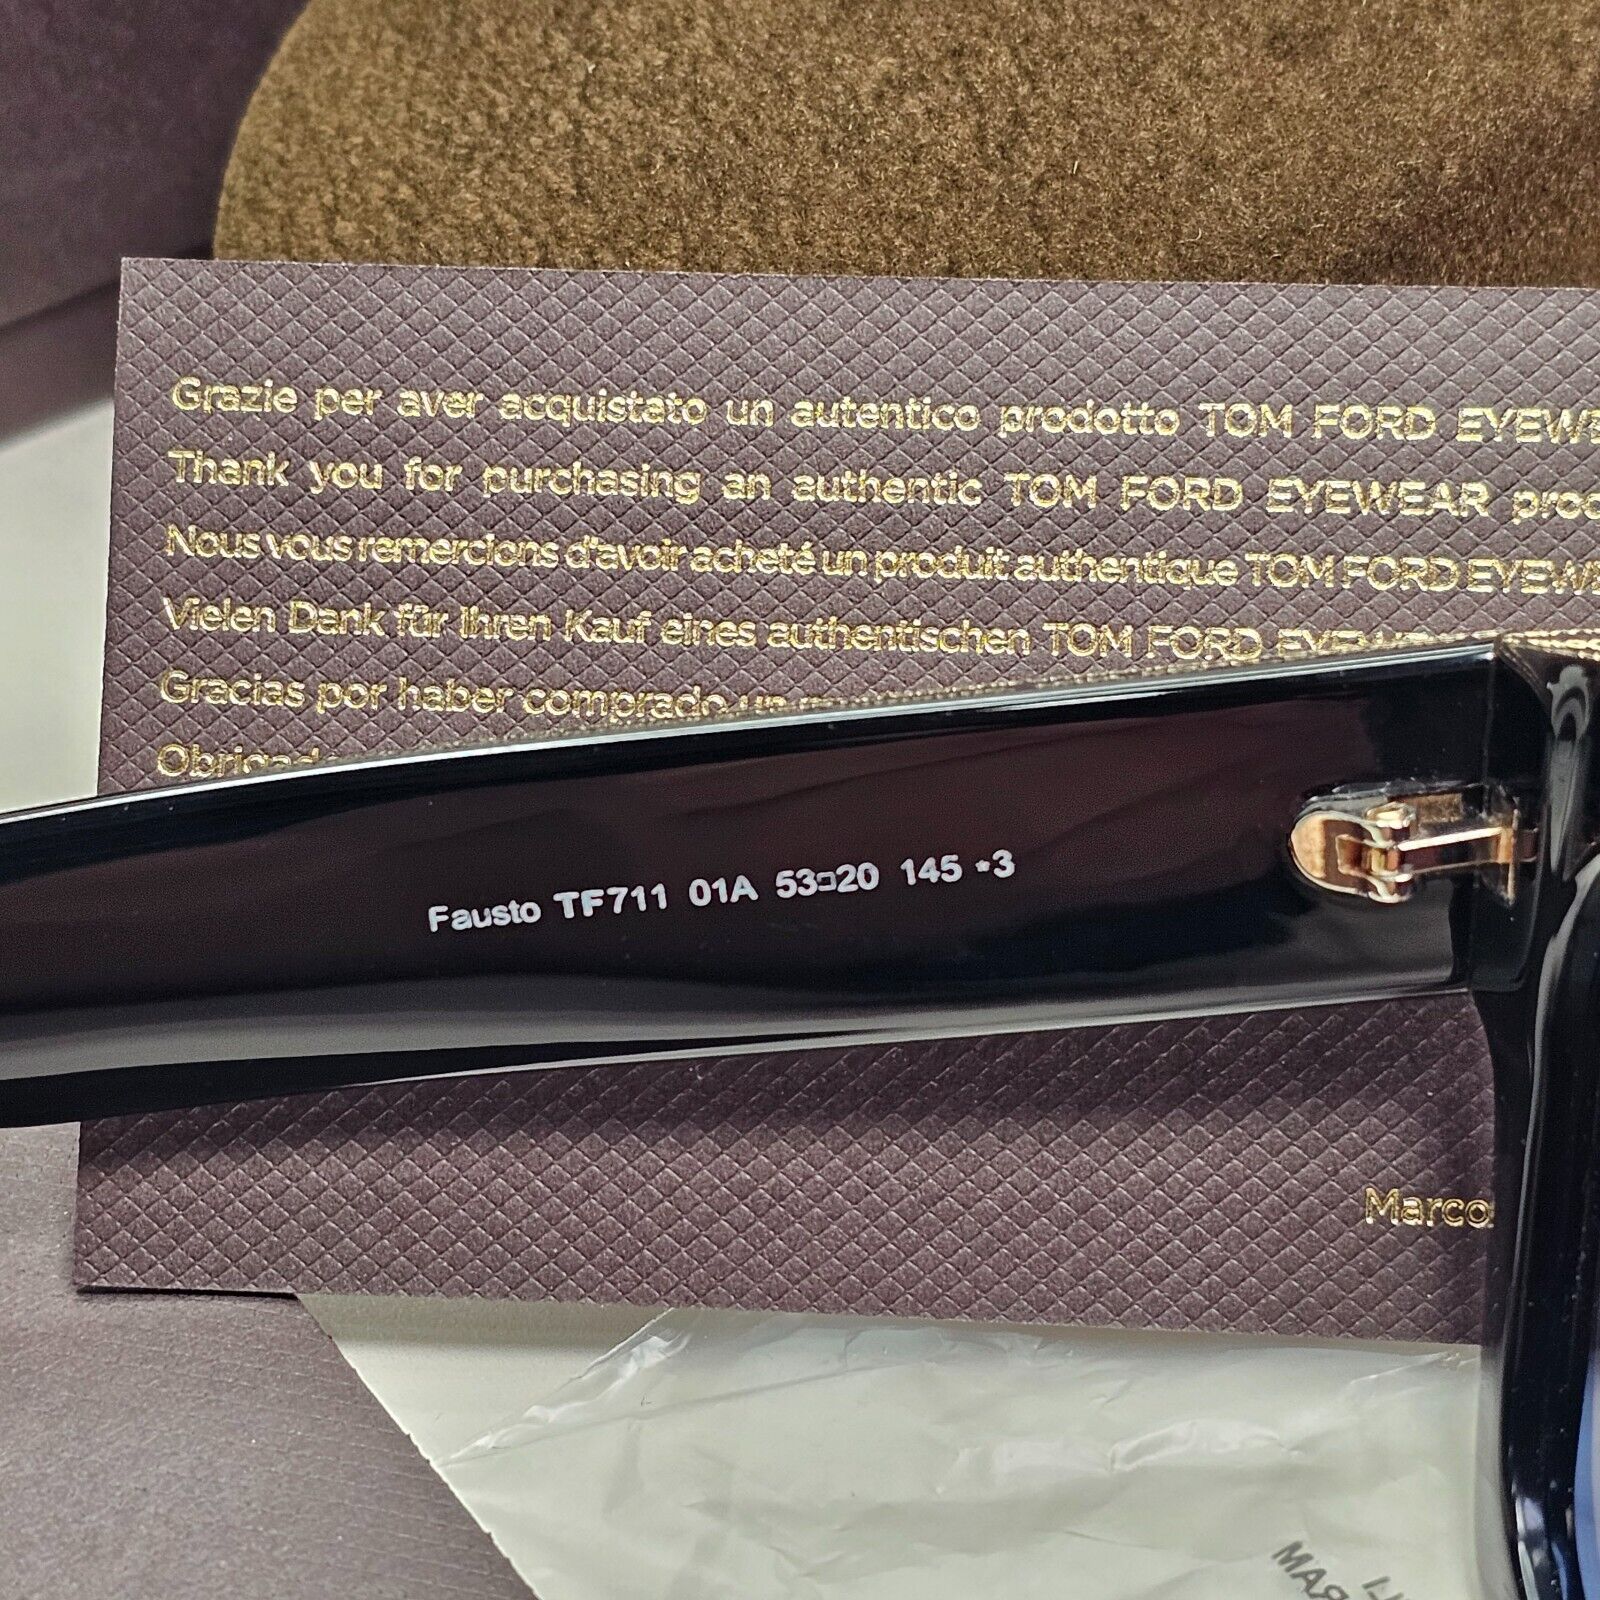 Grazie per aver acquistato un autentico prodotto TOM FORD
Thank you for purchasing an authentic TOM FORD EYEWEAR
Nous vous remercions d'avoir acheté un produit authentique TOM FORD
Vielen Dank für Ihren Kauf eines authentischen TOM FORD EYEWEAR
Gracias por haber comprado un
Fausto TF711 01A 53□20 145 *3